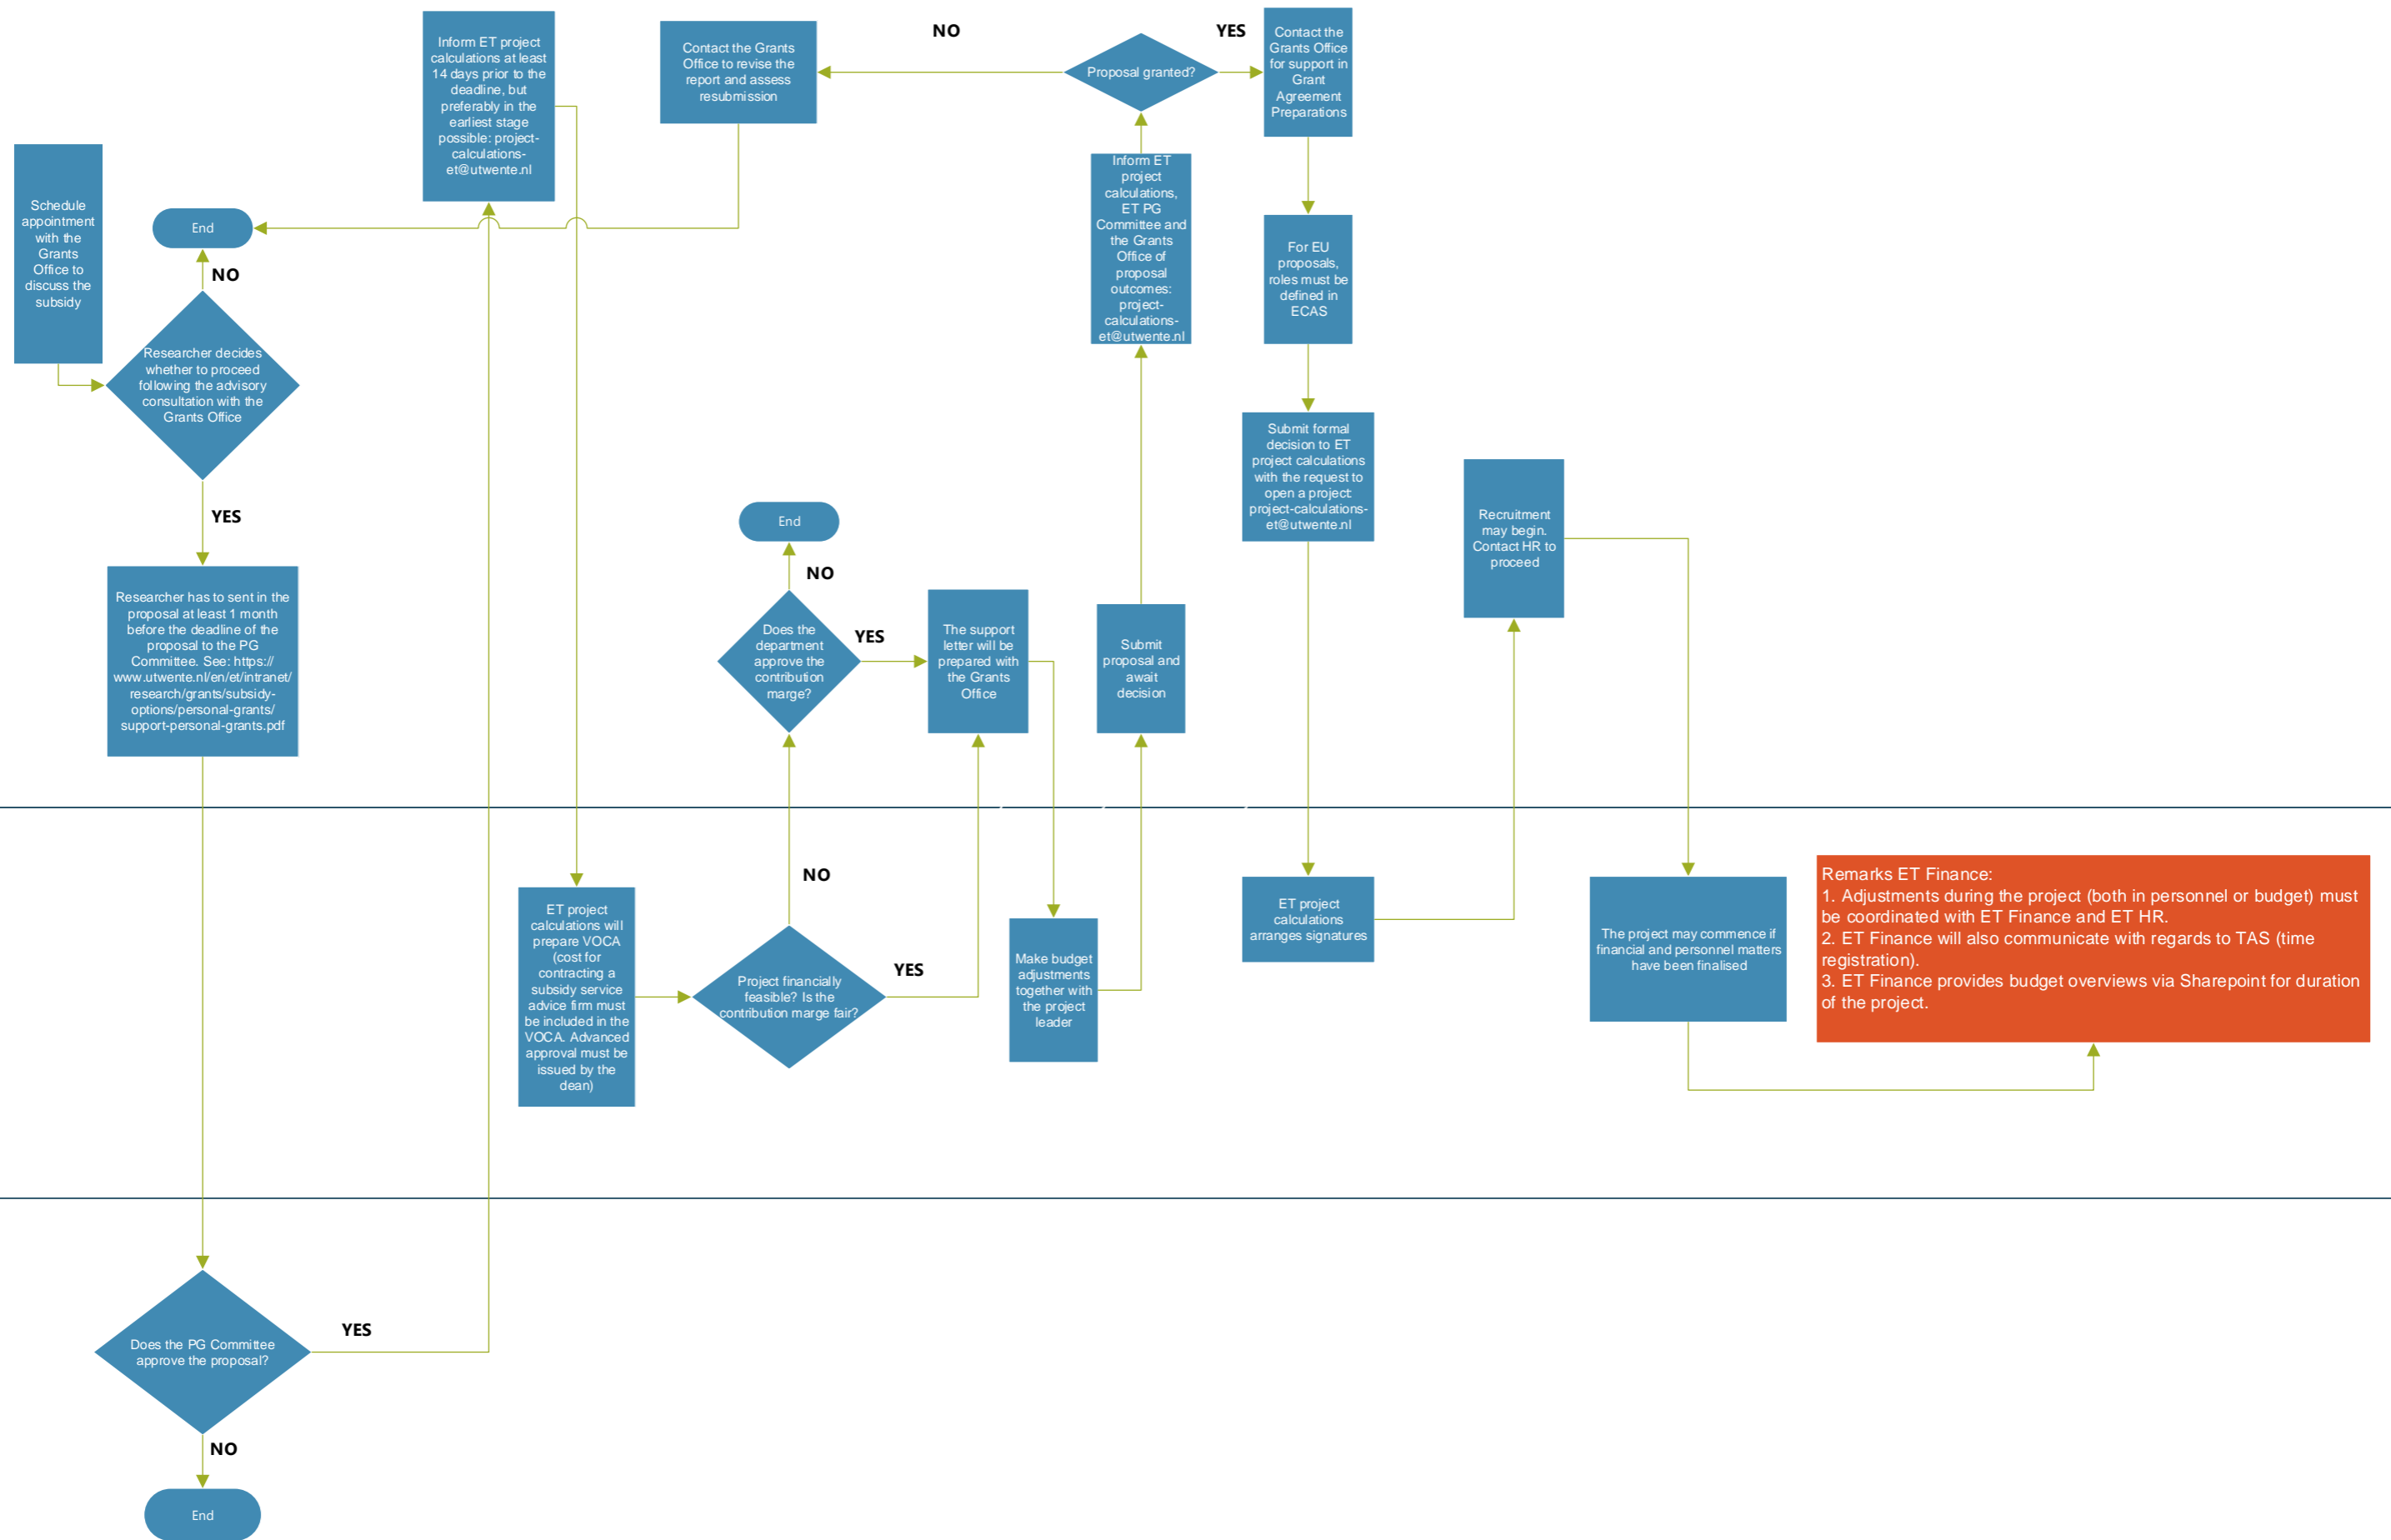 Schedule
appointment
with the
Grants
Office to
discuss the
subsidy
End
NO
Researcher decides
whether to proceed
following the advisory
consultation with the
Grants Office
YES
Researcher has to sent in the
proposal at least 1 month
before the deadline of the
proposal to the PG
Committee. See: https://
www.utwente.nl/en/et/intranet/
research/grants/subsidy-
options/personal-grants/
support-personal-grants.pdf
Does the PG Committee
approve the proposal?
YES
NO
End
Inform ET project
calculations at least
14 days prior to the
deadline, but
preferably in the
earliest stage
possible: project-
calculations-
et@utwente.nl
ET project
calculations will
prepare VOCA
(cost for
contracting a
subsidy service
advice firm must
be included in the
VOCA. Advanced
approval must be
issued by the
dean)
Project financially
feasible? Is the
contribution marge fair?
NO
YES
Does the
department
approve the
contribution
marge?
NO
End
YES
The support
letter will be
prepared with
the Grants
Office
Make budget
adjustments
together with
the project
leader
Submit
proposal and
await
decision
Inform ET
project
calculations,
ET PG
Committee and
the Grants
Office of
proposal
outcomes:
project-
calculations-
et@utwente.nl
Proposal granted?
NO
Contact the Grants
Office to revise the
report and assess
resubmission
YES
Contact the
Grants Office
for support in
Grant
Agreement
Preparations
For EU
proposals,
roles must be
defined in
ECAS
Submit formal
decision to ET
project calculations
with the request to
open a project:
project-calculations-
et@utwente.nl
ET project
calculations
arranges signatures
Recruitment
may begin.
Contact HR to
proceed
The project may commence if
financial and personnel matters
have been finalised
Remarks ET Finance:
1. Adjustments during the project (both in personnel or budget) must
be coordinated with ET Finance and ET HR.
2. ET Finance will also communicate with regards to TAS (time
registration).
3. ET Finance provides budget overviews via Sharepoint for duration
of the project.